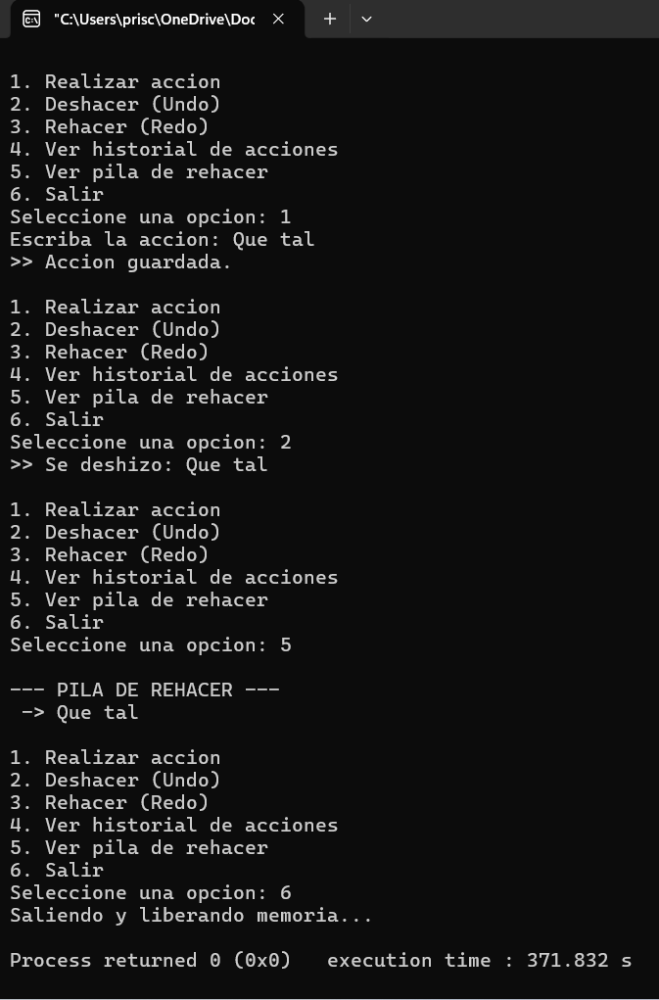 "C:\Users\prisc\OneDrive\Doc
1. Realizar accion
2. Deshacer (Undo)
3. Rehacer (Redo)
4. Ver historial de acciones
5. Ver pila de rehacer
6. Salir
Seleccione una opcion: 1
Escriba la accion: Que tal
>> Accion guardada.
1. Realizar accion
2. Deshacer (Undo)
3. Rehacer (Redo)
4. Ver historial de acciones
5. Ver pila de rehacer
6. Salir
Seleccione una opcion: 2
>> Se deshizo: Que tal
1. Realizar accion
2. Deshacer (Undo)
3. Rehacer (Redo)
4. Ver historial de acciones
5. Ver pila de rehacer
6. Salir
Seleccione una opcion: 5
--- PILA DE REHACER ---
-> Que tal
1. Realizar accion
2. Deshacer (Undo)
3. Rehacer (Redo)
4. Ver historial de acciones
5. Ver pila de rehacer
6. Salir
Seleccione una opcion: 6
Saliendo y liberando memoria...
Process returned 0 (0x0)   execution time : 371.832 s